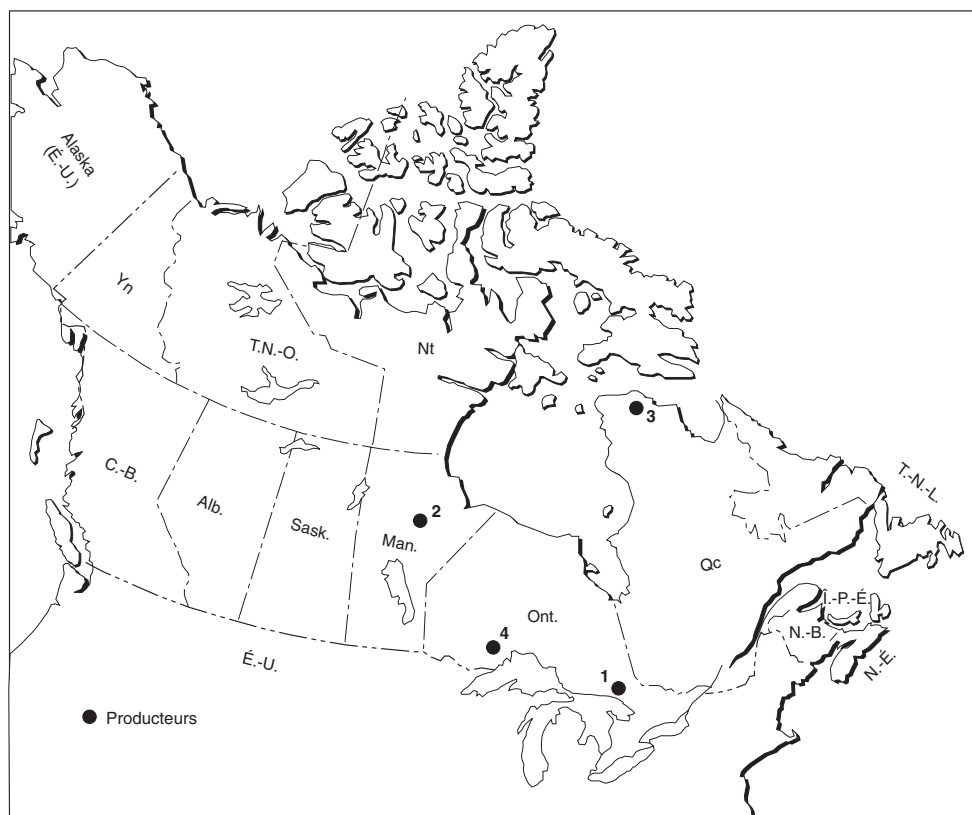 Alaska
(É.-U.)
Yn
T.N.-O.
Nt
3
C.-B.
Alb.
Sask.
2
Man.
T.-N.-L.
Qc
Ont.
Î.-P.-É.
N.-B.
N.-É.
4
É.-U.
1
Producteurs